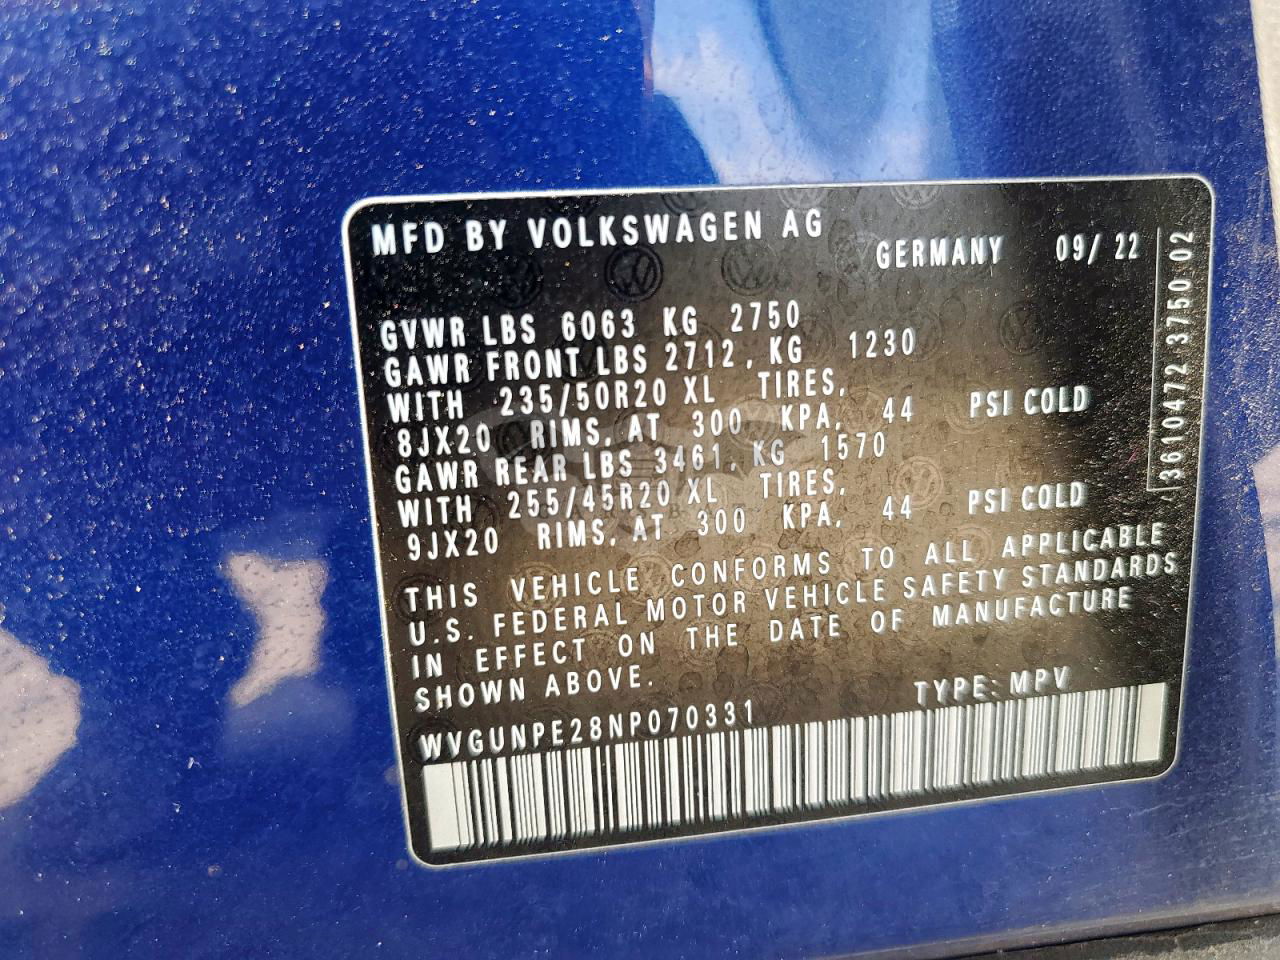 MFD BY VOLKSWAGEN AG
GERMANY 09/ 22
GVWR LBS 6063 KG 2750
GAWR FRONT LBS 2712, KG 1230
WITH 235/50R20 XL TIRES,
8JX20 RIMS, AT 300 KPA, 44 PSI COLD
GAWR REAR LBS 3461, KG 1570
WITH 255/45R20 XL TIRES,
9JX20 RIMS, AT 300 KPA, 44 PSI COLD
THIS VEHICLE CONFORMS TO ALL APPLICABLE
U.S. FEDERAL MOTOR VEHICLE SAFETY STANDARDS
IN EFFECT ON THE DATE OF MANUFACTURE
SHOWN ABOVE.
TYPE: MPV
WVGUNPE28NP070331
3610472 3750 02